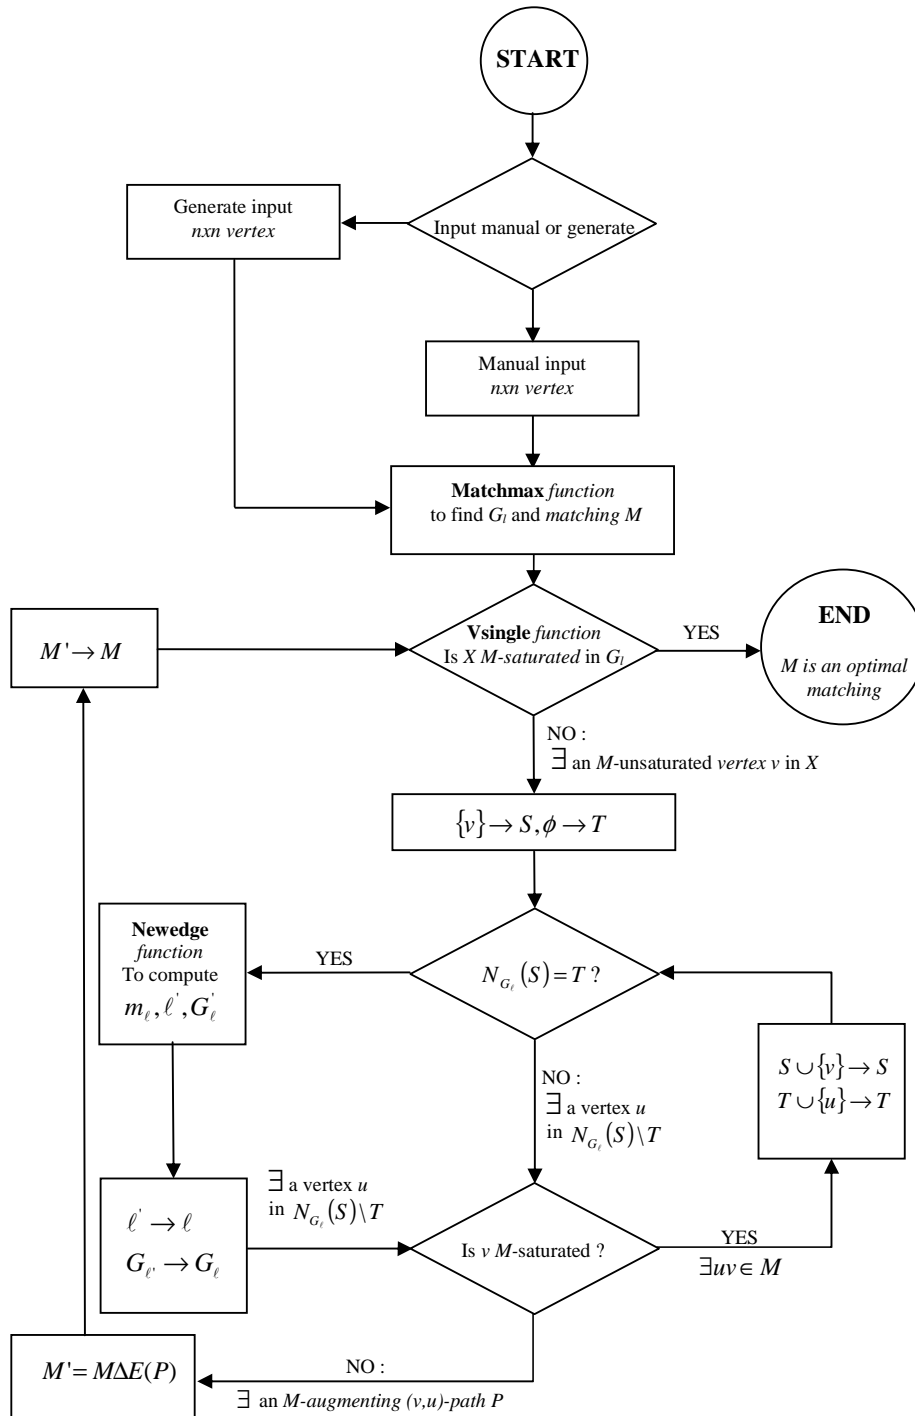 START
Input manual or generate
Generate input
nxn vertex
Manual input
nxn vertex
Matchmax function
to find Gₗ and matching M
Vsingle function
Is X M-saturated in Gₗ
YES
END
M is an optimal
matching
M' → M
NO :
∃ an M-unsaturated vertex v in X
{v} → S, ϕ → T
N_{G_ℓ}(S) = T ?
YES
Newedge
function
To compute
m_ℓ, ℓ', G'_ℓ
NO :
∃ a vertex u
in N_{G_ℓ}(S) \ T
S ∪ {v} → S
T ∪ {u} → T
ℓ' → ℓ
G_{ℓ'} → G_ℓ
∃ a vertex u
in N_{G_ℓ}(S) \ T
Is v M-saturated ?
YES
∃uv ∈ M
NO :
∃ an M-augmenting (v,u)-path P
M' = MΔE(P)